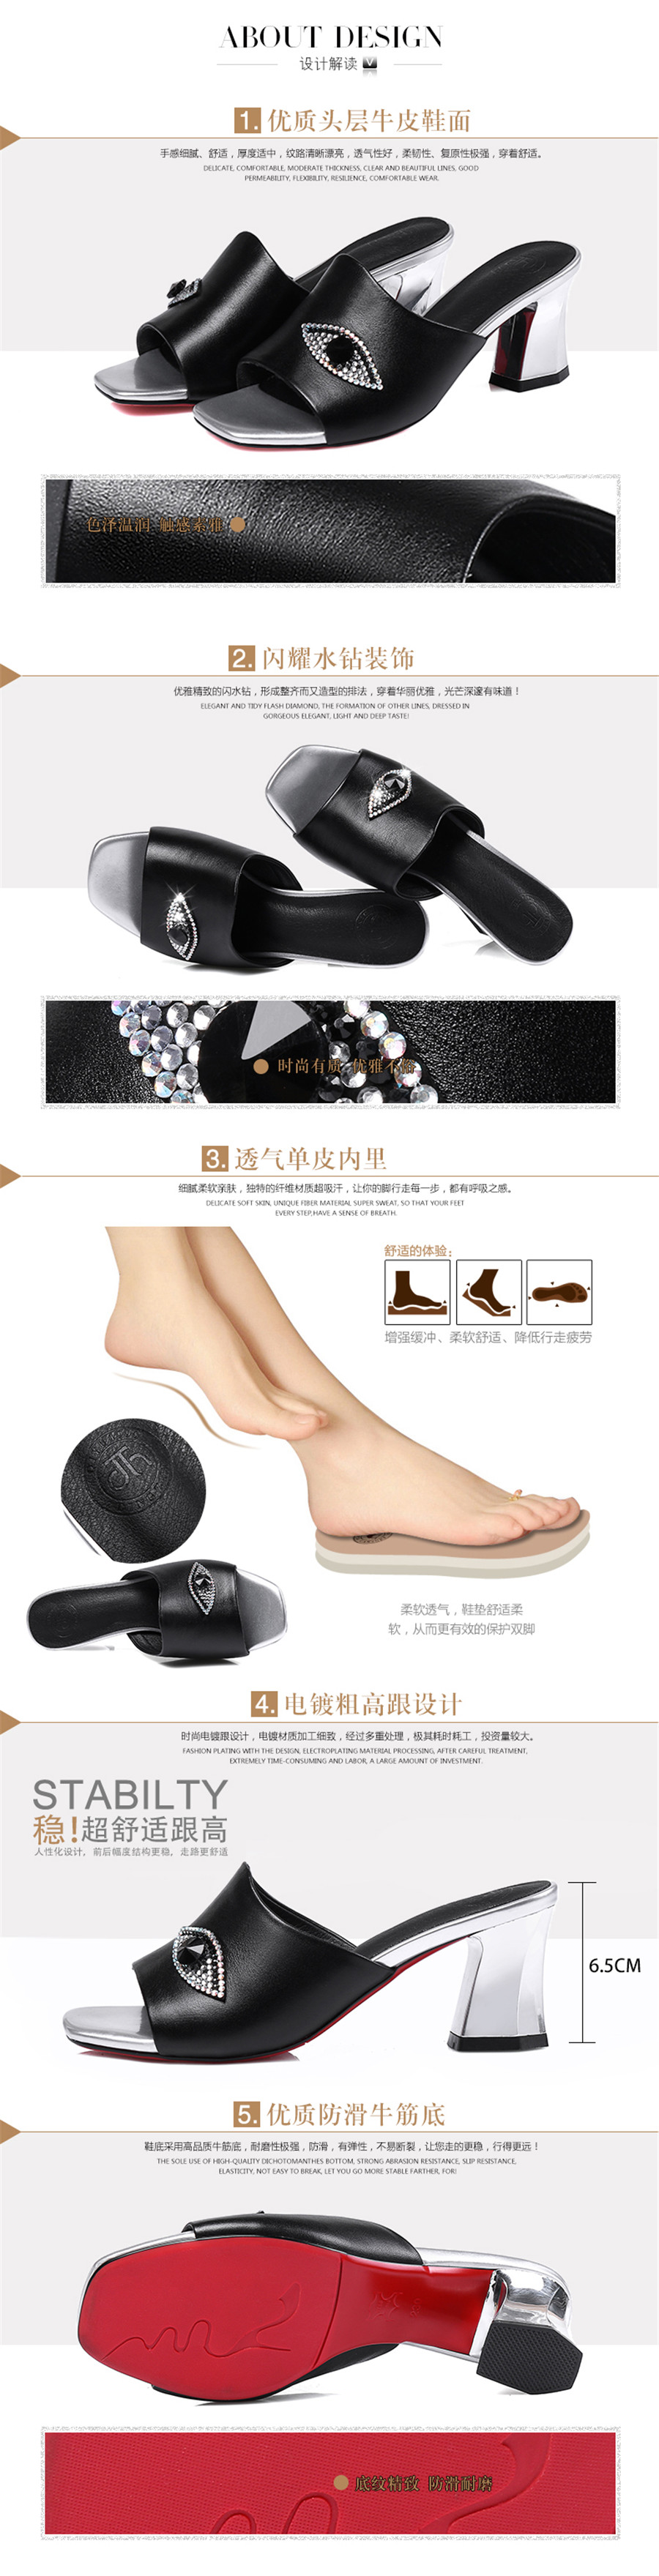 ABOUT DESIGN
设计解读 V
1. 优质头层牛皮鞋面
手感细腻、舒适，厚度适中，纹路清晰漂亮，透气性好，柔韧性、复原性极强，穿着舒适。
DELICATE, COMFORTABLE, MODERATE THICKNESS, CLEAR AND BEAUTIFUL LINES, GOOD
PERMEABILITY, FLEXIBILITY, RESILIENCE, COMFORTABLE WEAR.
色泽温润 触感素雅
2. 闪耀水钻装饰
优雅精致的闪水钻，形成整齐而又造型的排法，穿着华丽优雅，光芒深邃有味道！
ELEGANT AND TIDY FLASH DIAMOND, THE FORMATION OF OTHER LINES, DRESSED IN
GORGEOUS ELEGANT, LIGHT AND DEEP TASTE!
时尚有质 优雅不俗
3. 透气单皮内里
细腻柔软亲肤，独特的纤维材质超吸汗，让你的脚行走每一步，都有呼吸之感。
DELICATE SOFT SKIN, UNIQUE FIBER MATERIAL SUPER SWEAT, SO THAT YOUR FEET
EVERY STEP,HAVE A SENSE OF BREATH.
舒适的体验：
增强缓冲、柔软舒适、降低行走疲劳
柔软透气，鞋垫舒适柔
软，从而更有效的保护双脚
4. 电镀粗高跟设计
时尚电镀跟设计，电镀材质加工细致，经过多重处理，极其耗时耗工，投资量较大。
FASHION PLATING WITH THE DESIGN, ELECTROPLATING MATERIAL PROCESSING, AFTER CAREFUL TREATMENT,
EXTREMELY TIME-CONSUMING AND LABOR, A LARGE AMOUNT OF INVESTMENT.
STABILTY
稳！超舒适跟高
人性化设计，前后幅度结构更稳，走路更舒适
6.5CM
5. 优质防滑牛筋底
鞋底采用高品质牛筋底，耐磨性极强，防滑，有弹性，不易断裂，让您走的更稳，行得更远！
THE SOLE USE OF HIGH-QUALITY DICHOTOMANTHES BOTTOM, STRONG ABRASION RESISTANCE, SLIP RESISTANCE,
ELASTICITY, NOT EASY TO BREAK, LET YOU GO MORE STABLE FARTHER, FOR!
底纹精致 防滑耐磨